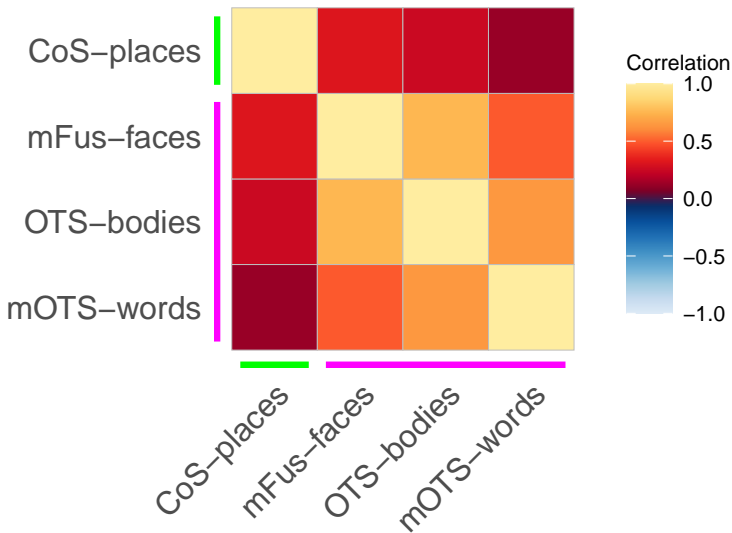 CoS−places
mFus−faces
OTS−bodies
mOTS−words
Correlation
1.0
0.5
0.0
−0.5
−1.0
CoS−places
mFus−faces
OTS−bodies
mOTS−words